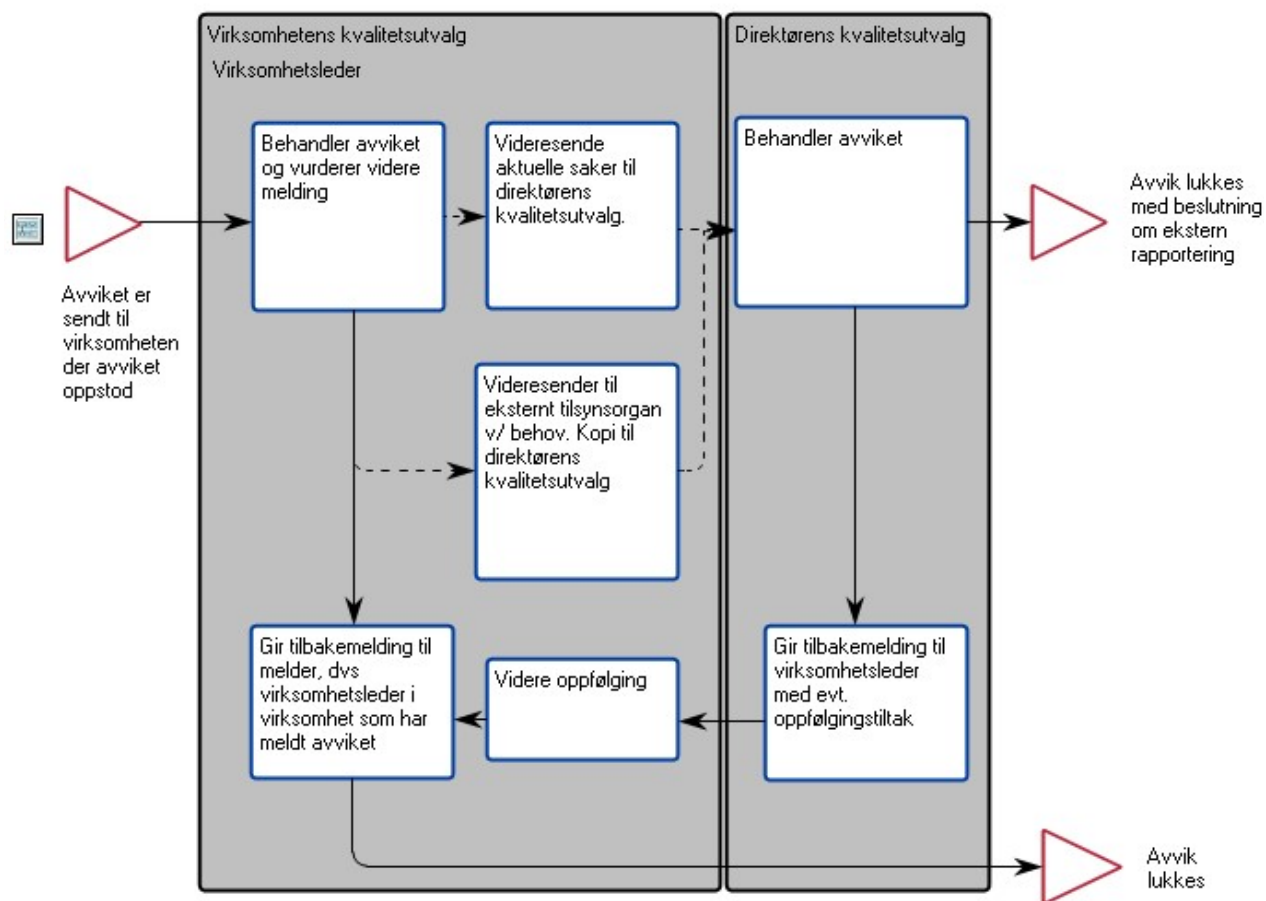 Virksomhetens kvalitetsutvalg
Virksomhetsleder
Direktørens kvalitetsutvalg
Avviket er
sendt til
virksomheten
der avviket
oppstod
Behandler avviket
og vurderer videre
melding
Videresende
aktuelle saker til
direktørens
kvalitetsutvalg.
Behandler avviket
Avvik lukkes
med beslutning
om ekstern
rapportering
Videresender til
eksternt tilsynsorgan
v/ behov. Kopi til
direktørens
kvalitetsutvalg
Gir tilbakemelding til
melder, dvs
virksomhetsleder i
virksomhet som har
meldt avviket
Videre oppfølging
Gir tilbakemelding til
virksomhetsleder
med evt.
oppfølgingstiltak
Avvik
lukkes